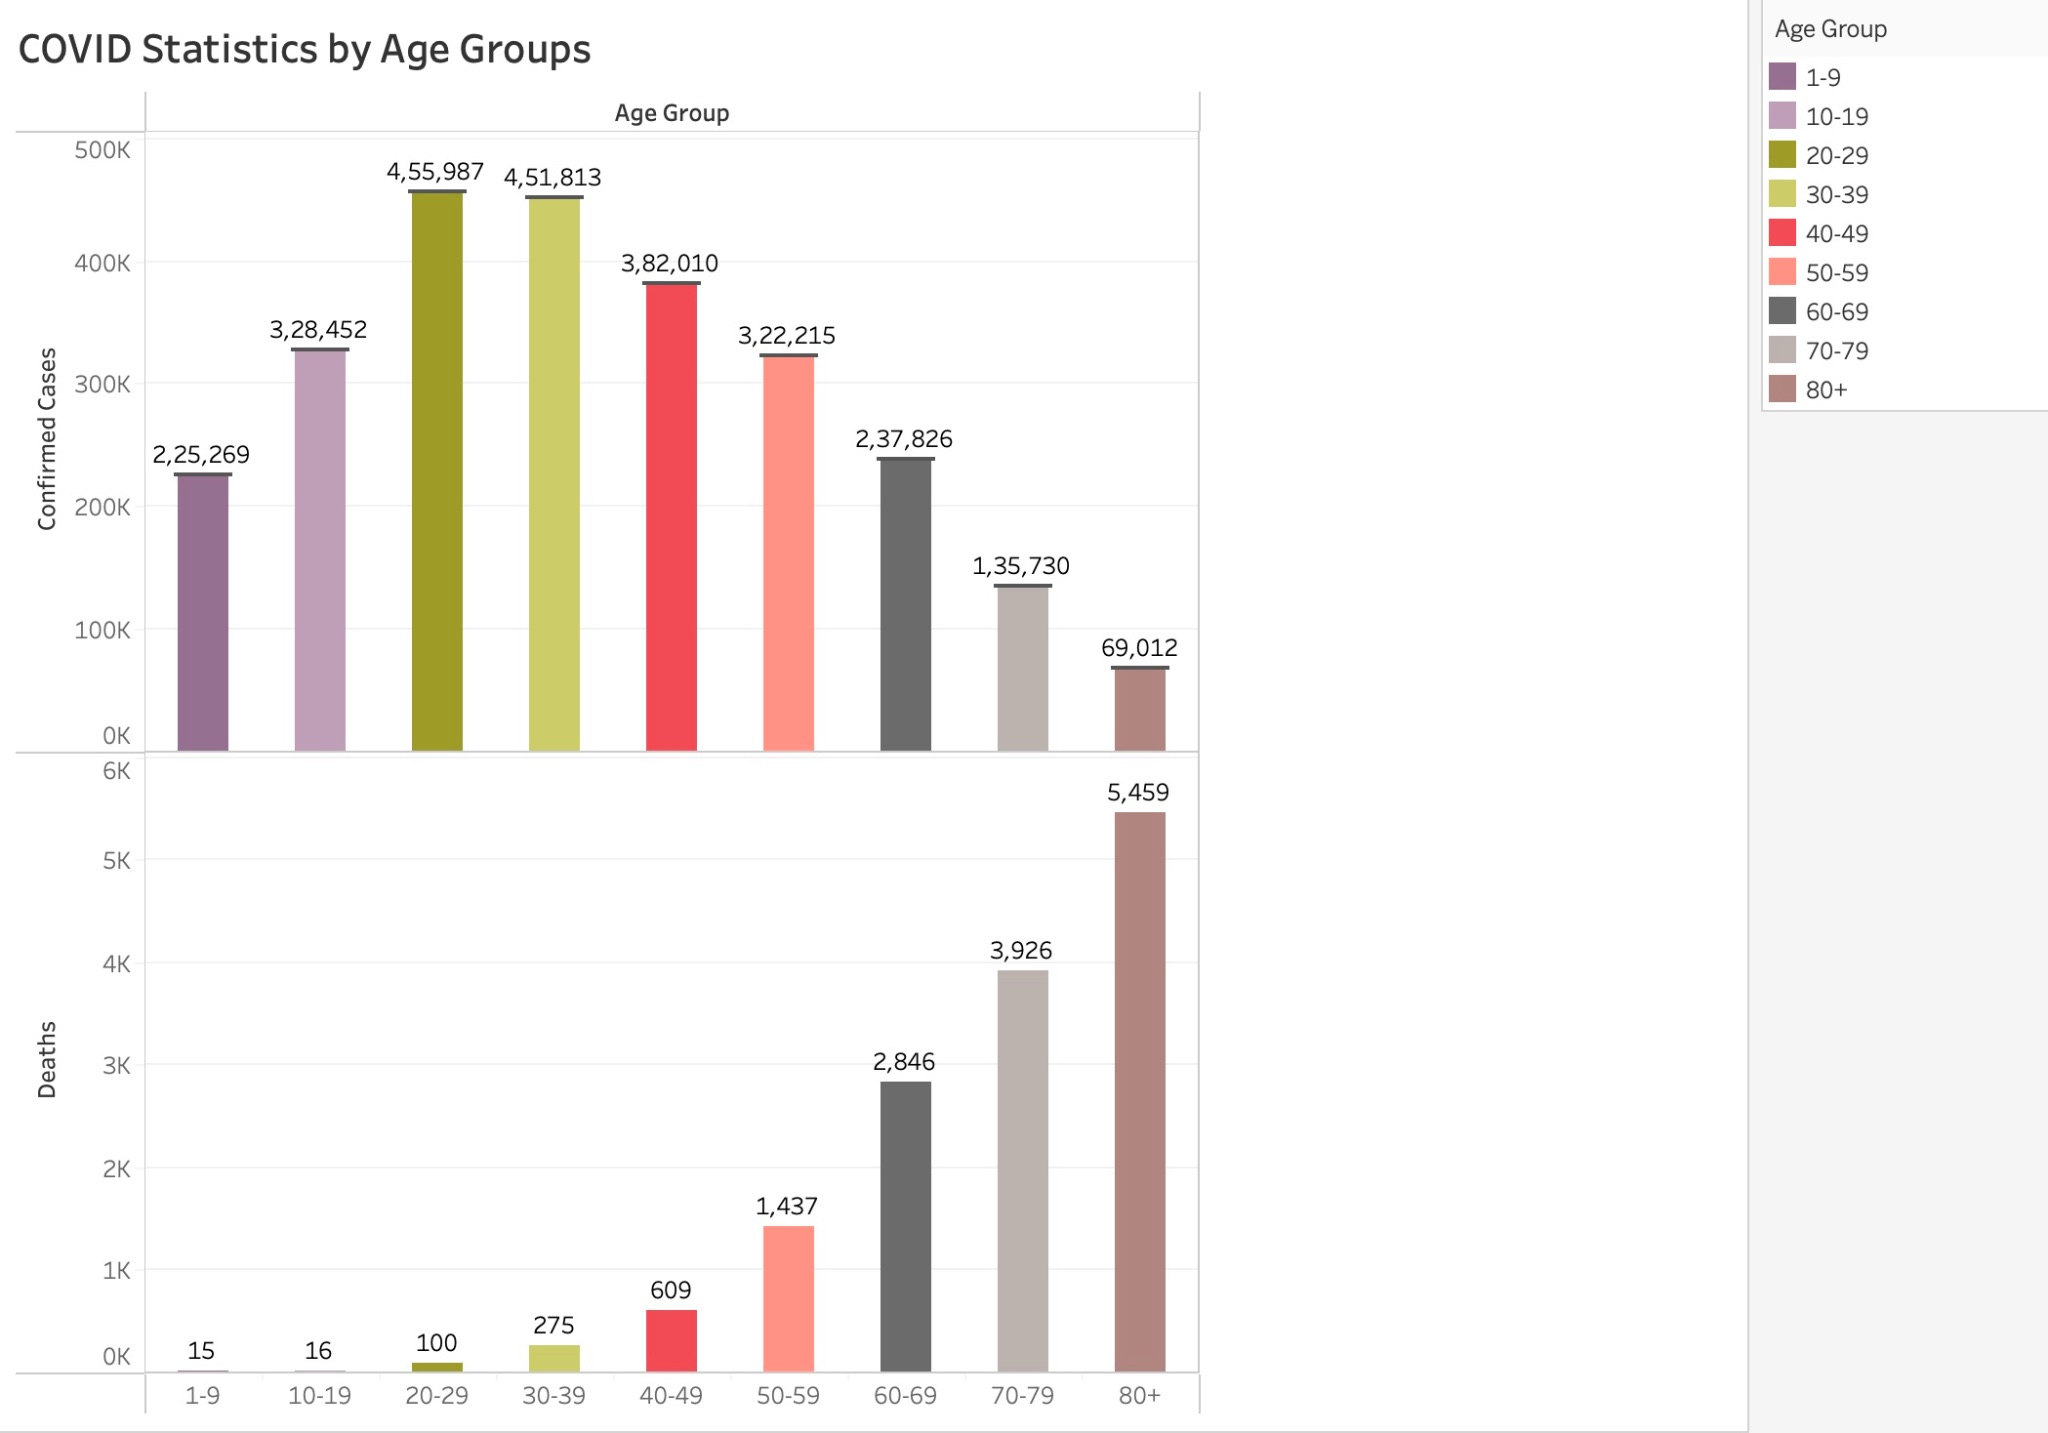 COVID Statistics by Age Groups
Age Group
Confirmed Cases
500K
400K
300K
200K
100K
0K
2,25,269
3,28,452
4,55,987
4,51,813
3,82,010
3,22,215
2,37,826
1,35,730
69,012
Deaths
6K
5K
4K
3K
2K
1K
0K
15
16
100
275
609
1,437
2,846
3,926
5,459
1-9
10-19
20-29
30-39
40-49
50-59
60-69
70-79
80+
Age Group
1-9
10-19
20-29
30-39
40-49
50-59
60-69
70-79
80+